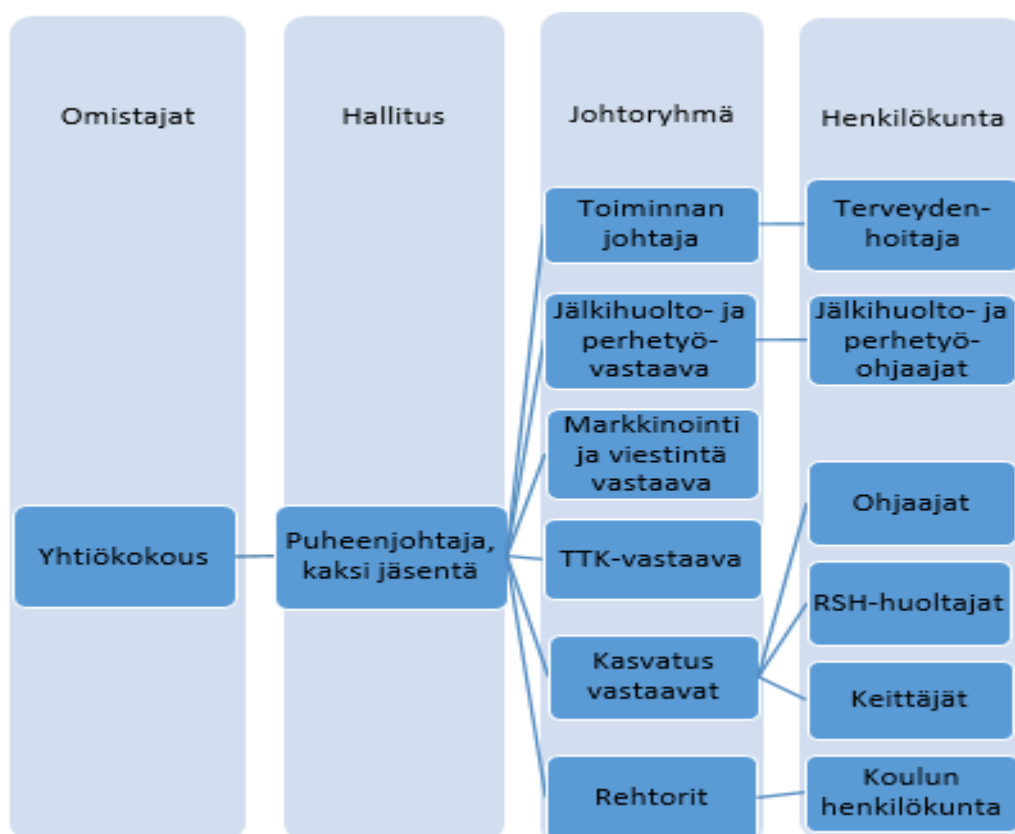 Omistajat
Hallitus
Johtoryhmä
Henkilökunta
Yhtiökokous
Puheenjohtaja,
kaksi jäsentä
Toiminnan
johtaja
Jälkihuolto- ja
perhetyö-
vastaava
Markkinointi
ja viestintä
vastaava
TTK-vastaava
Kasvatus
vastaavat
Rehtorit
Terveyden-
hoitaja
Jälkihuolto- ja
perhetyö-
ohjaajat
Ohjaajat
RSH-huoltajat
Keittäjät
Koulun
henkilökunta